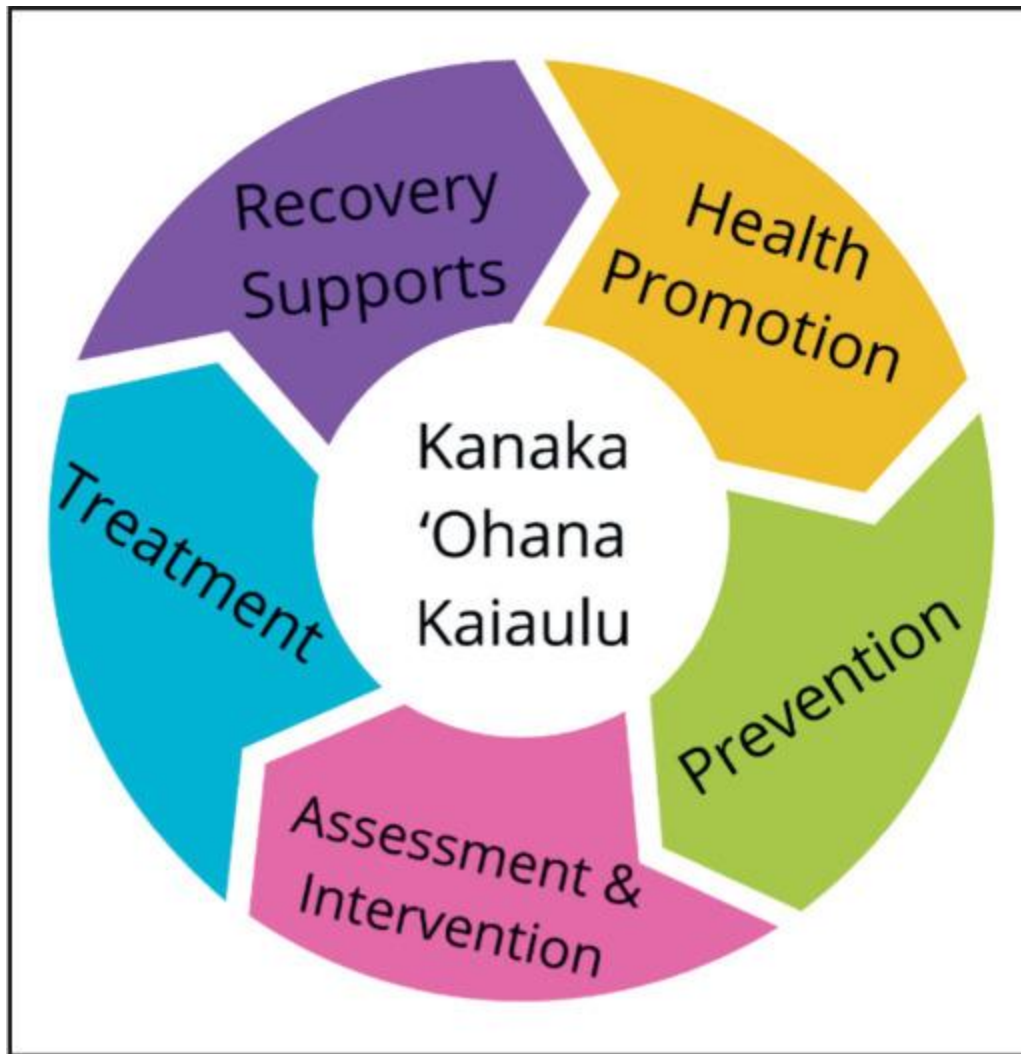 Recovery
Supports
Health
Promotion
Kanaka
‘Ohana
Kaiaulu
Treatment
Prevention
Assessment &
Intervention